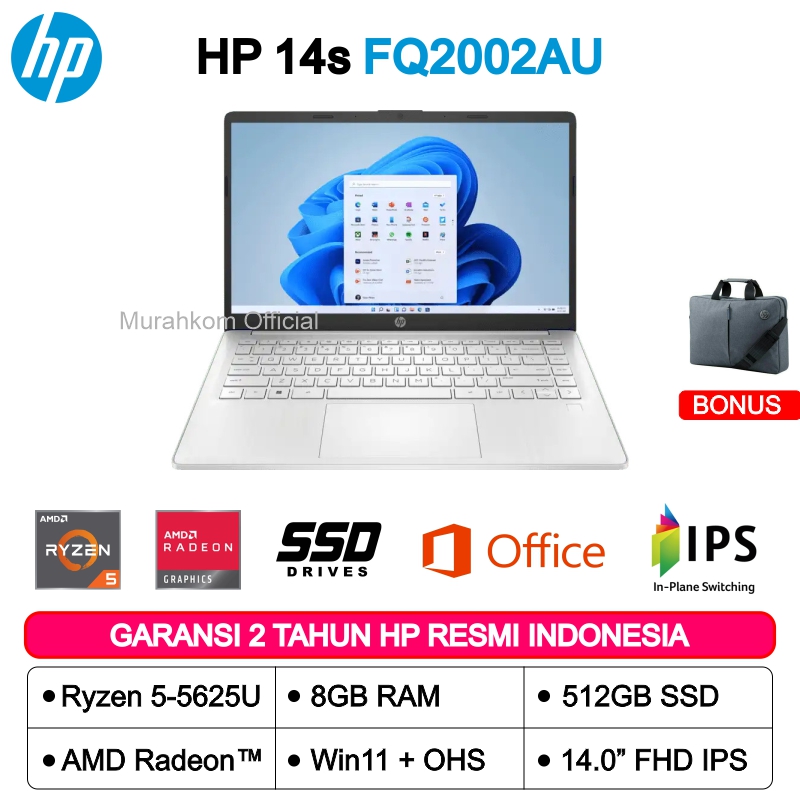 hp
HP 14s FQ2002AU
Murahkom Official
hp
BONUS
AMD
RYZEN
5
AMD
RADEON
GRAPHICS
SSD
DRIVES
Office
IPS
In-Plane Switching
GARANSI 2 TAHUN HP RESMI INDONESIA
• Ryzen 5-5625U
• 8GB RAM
• 512GB SSD
• AMD Radeon™
• Win11 + OHS
• 14.0” FHD IPS